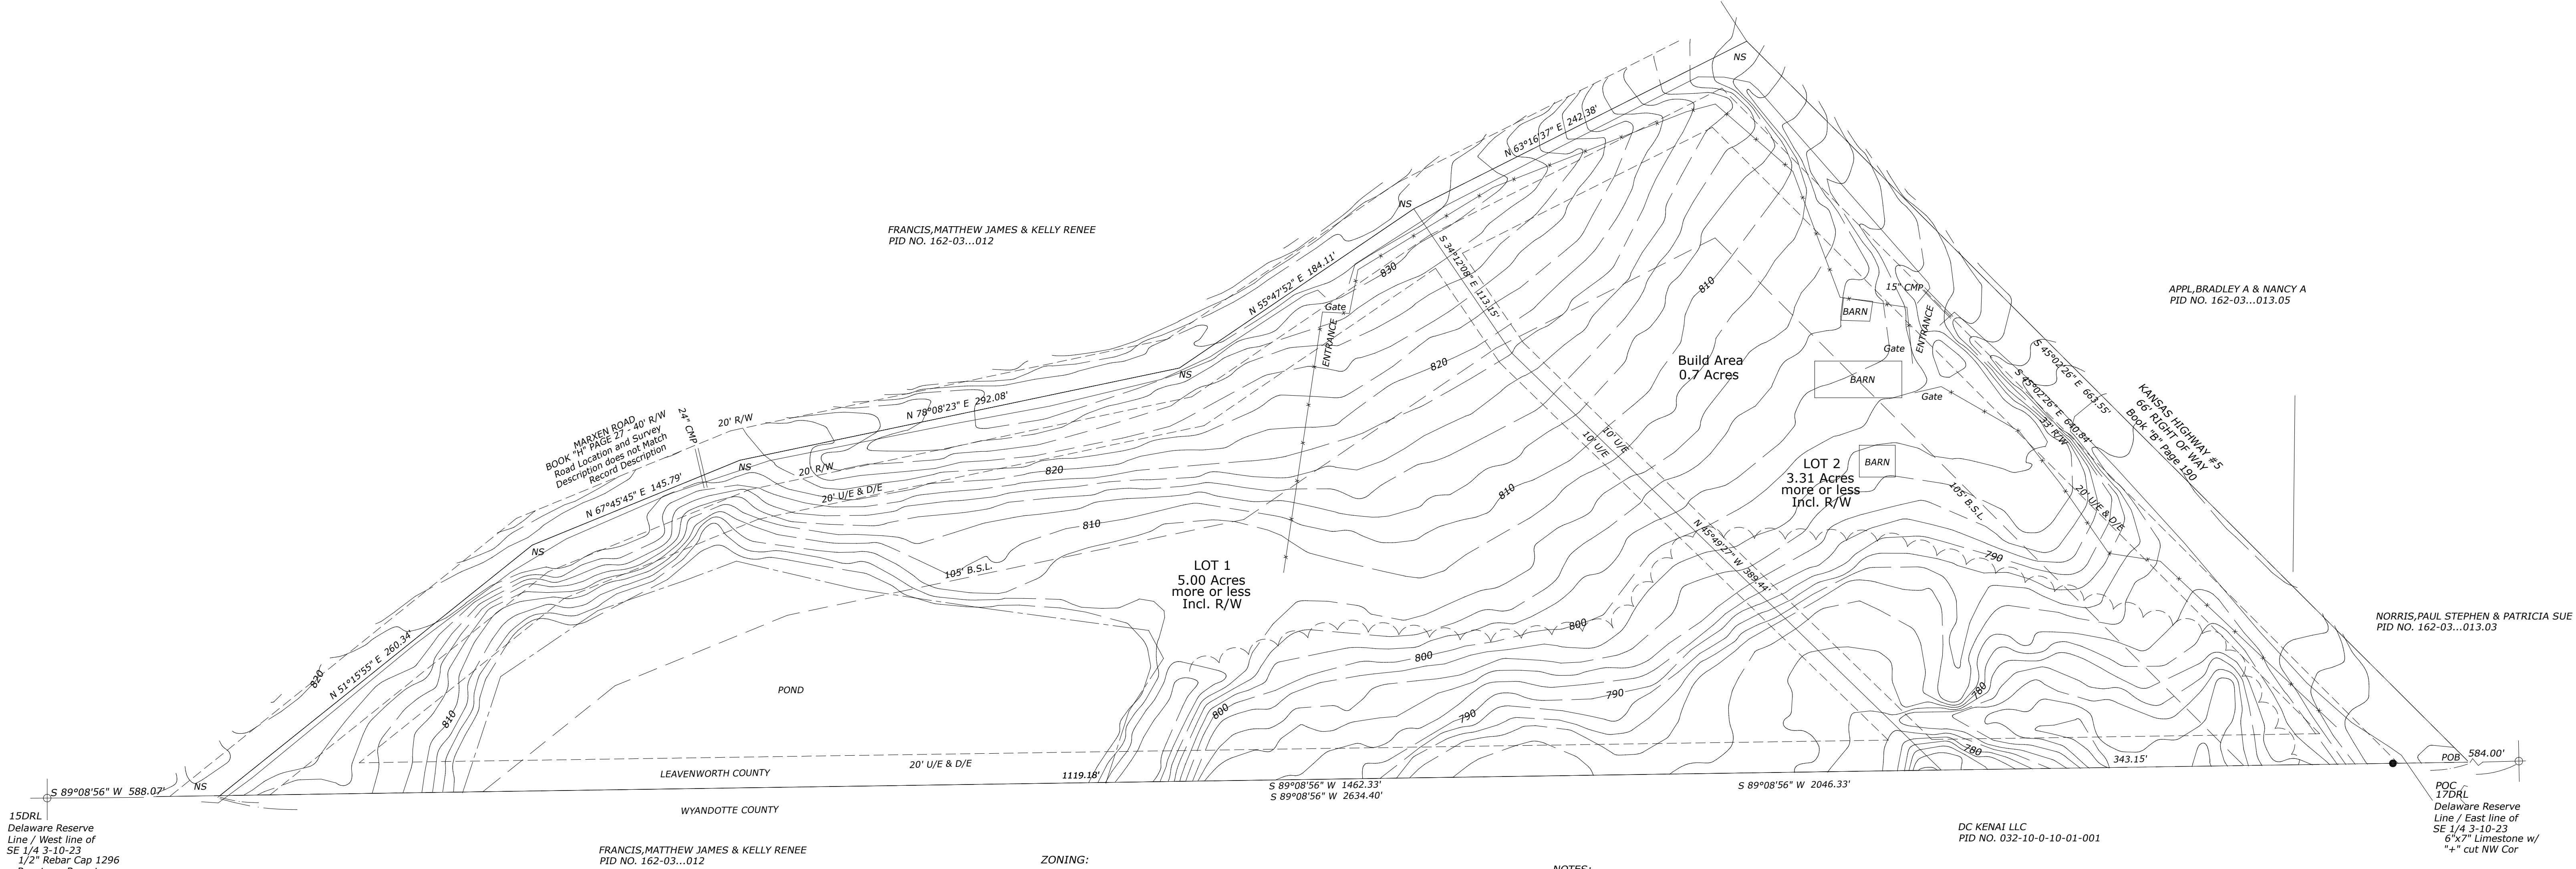 NS
N 63°16'37" E 242.38'
NS
FRANCIS,MATTHEW JAMES & KELLY RENEE
PID NO. 162-03...012
S 34°12'08" E 113.15'
N 55°47'52" E 184.11'
830
810
Gate
ENTRANCE
15" CMP
BARN
ENTRANCE
Gate
APPL,BRADLEY A & NANCY A
PID NO. 162-03...013.05
Build Area
0.7 Acres
BARN
Gate
S 45°02'26" E 663.55'
S 45°02'26" E 640.84'
33' R/W
KANSAS HIGHWAY #5
66' RIGHT OF WAY
Book "B" Page 190
820
NS
N 78°08'23" E 292.08'
MARXEN ROAD
BOOK "H" PAGE 27 - 40' R/W
Road Location and Survey
Description does not Match
Record Description
24" CMP
20' R/W
10' U/E
10' U/E
NS
20' R/W
820
20' U/E & D/E
N 67°45'45" E 145.79'
BARN
LOT 2
3.31 Acres
more or less
Incl. R/W
105' B.S.L.
20' U/E & D/E
810
810
N 45°49'27" W 389.44'
NS
790
105' B.S.L.
LOT 1
5.00 Acres
more or less
Incl. R/W
NORRIS,PAUL STEPHEN & PATRICIA SUE
PID NO. 162-03...013.03
800
800
N 51°15'55" E 260.34'
820
POND
790
780
810
800
790
780
LEAVENWORTH COUNTY
20' U/E & D/E
1119.18'
343.15'
POB
584.00'
S 89°08'56" W 588.07'
NS
S 89°08'56" W 1462.33'
S 89°08'56" W 2634.40'
S 89°08'56" W 2046.33'
WYANDOTTE COUNTY
15DRL
Delaware Reserve
Line / West line of
SE 1/4 3-10-23
1/2" Rebar Cap 1296
POC
17DRL
Delaware Reserve
Line / East line of
SE 1/4 3-10-23
6"x7" Limestone w/
"+" cut NW Cor
DC KENAI LLC
PID NO. 032-10-0-10-01-001
FRANCIS,MATTHEW JAMES & KELLY RENEE
PID NO. 162-03...012
ZONING:
NOTES: